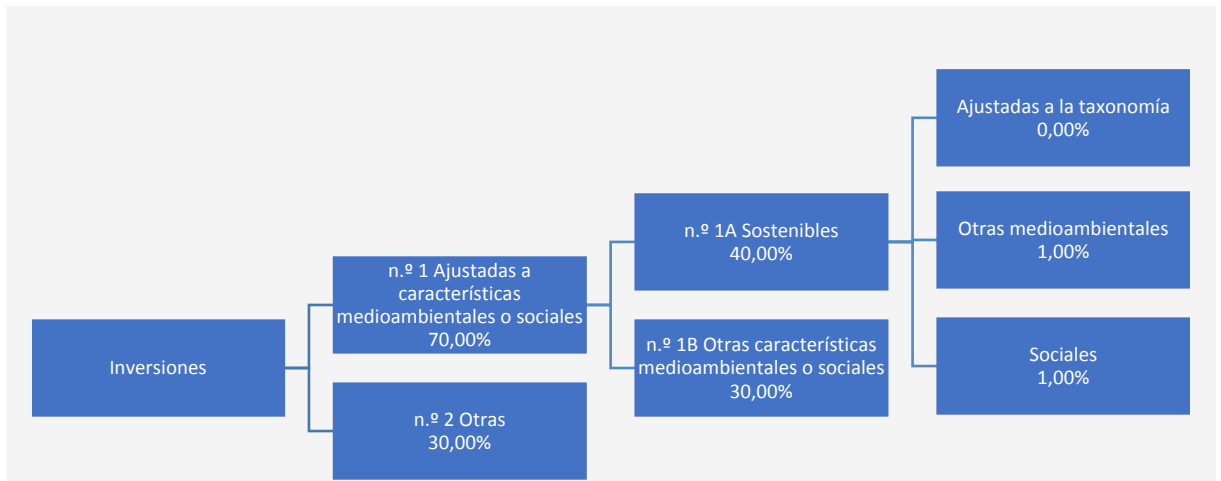 Inversiones
n.º 1 Ajustadas a
características
medioambientales o sociales
70,00%
n.º 2 Otras
30,00%
n.º 1A Sostenibles
40,00%
n.º 1B Otras características
medioambientales o sociales
30,00%
Ajustadas a la taxonomía
0,00%
Otras medioambientales
1,00%
Sociales
1,00%